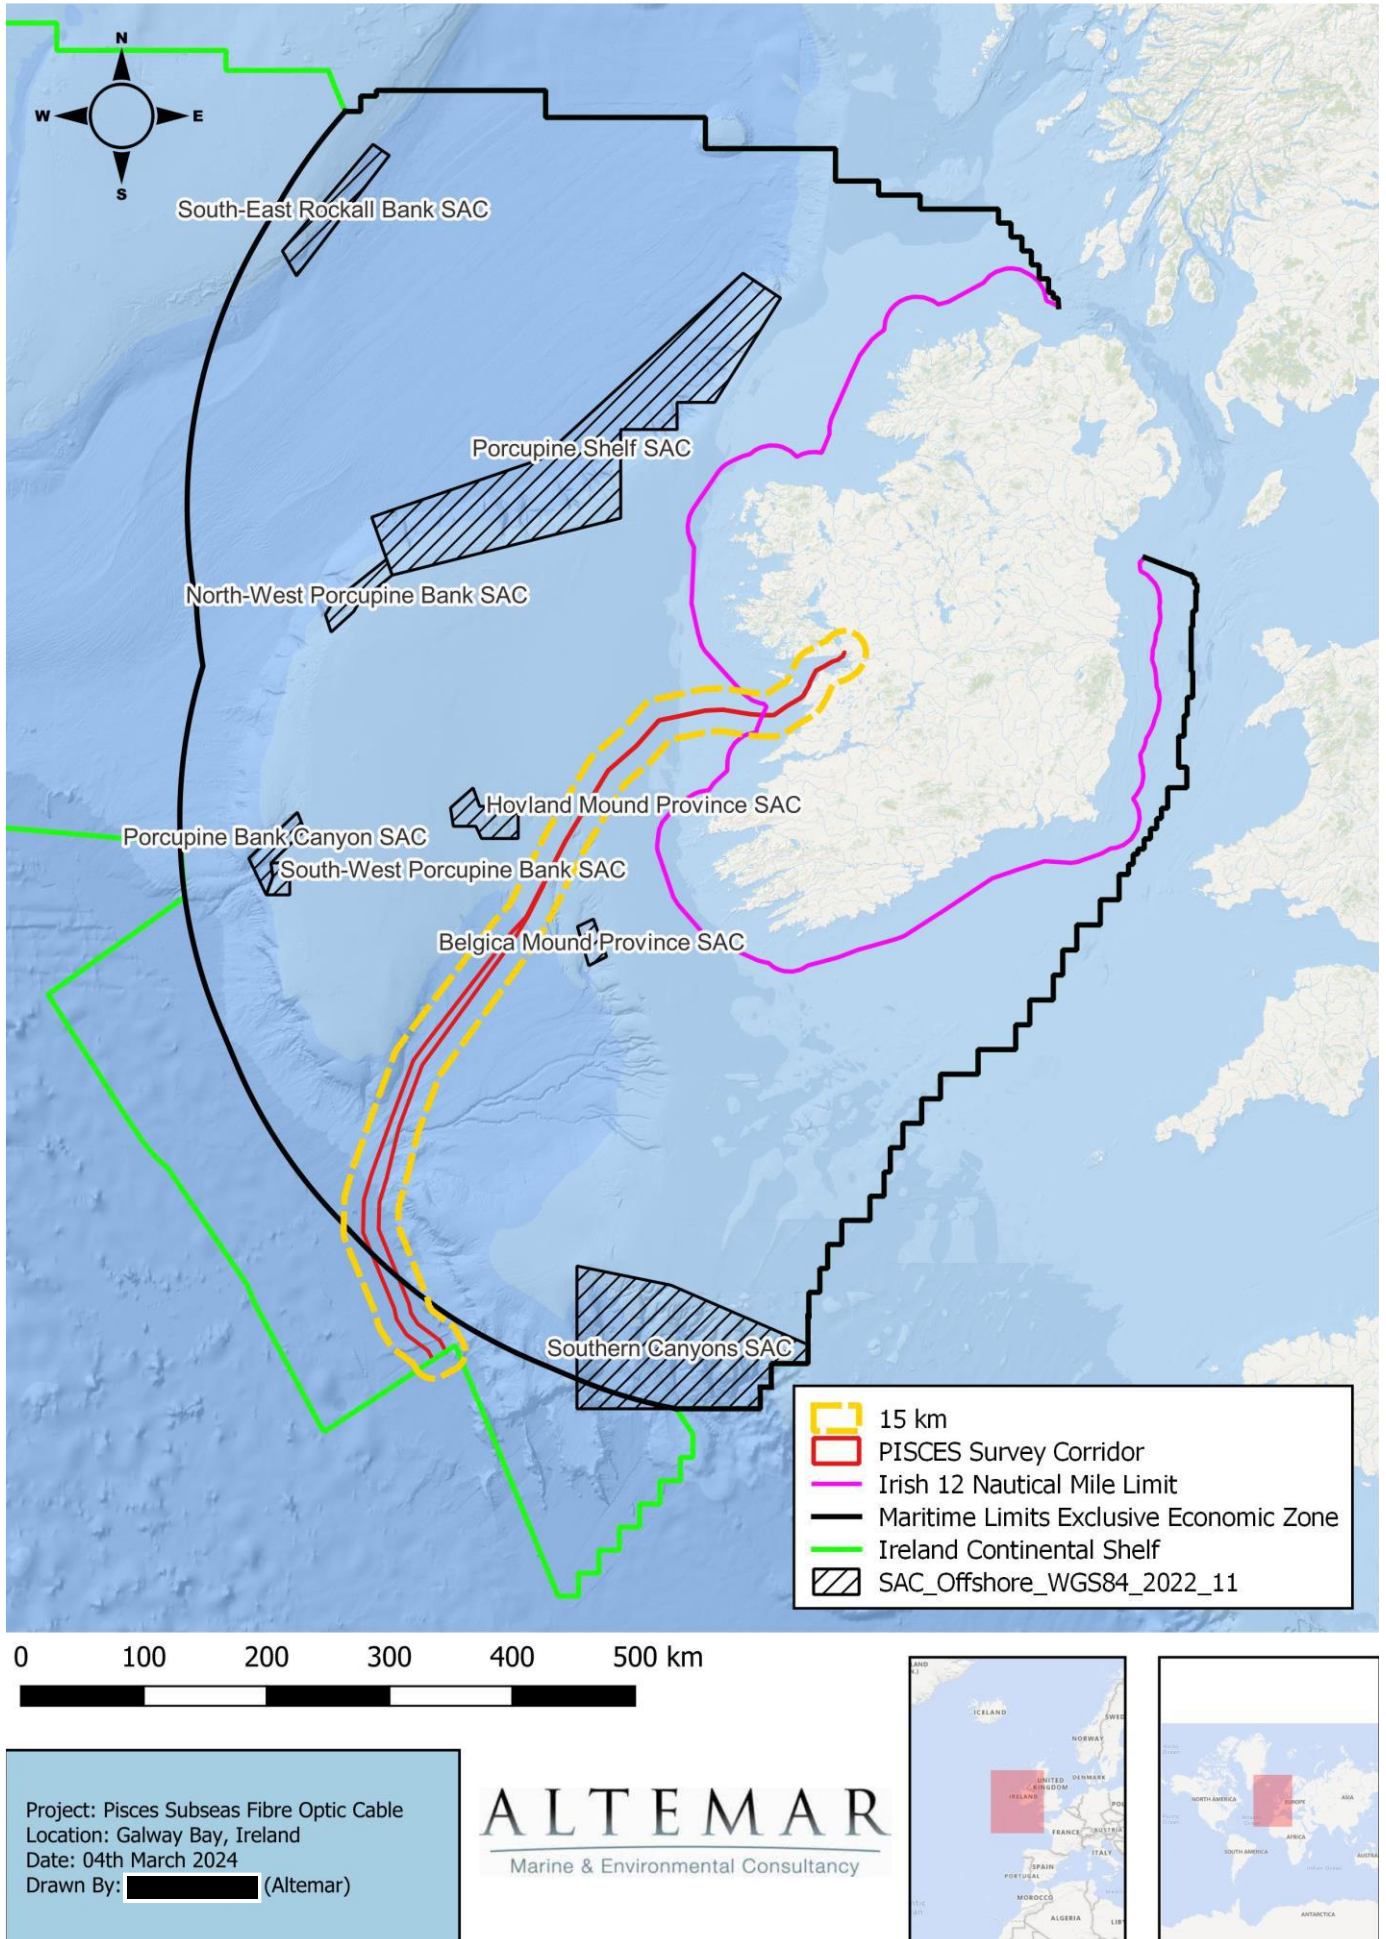 N
W
E
S
South-East Rockall Bank SAC
Porcupine Shelf SAC
North-West Porcupine Bank SAC
Hovland Mound Province SAC
Porcupine Bank Canyon SAC
South-West Porcupine Bank SAC
Belgica Mound Province SAC
Southern Canyons SAC
15 km
PISCES Survey Corridor
Irish 12 Nautical Mile Limit
Maritime Limits Exclusive Economic Zone
Ireland Continental Shelf
SAC_Offshore_WGS84_2022_11
0 100 200 300 400 500 km
Project: Pisces Subseas Fibre Optic Cable
Location: Galway Bay, Ireland
Date: 04th March 2024
Drawn By: (Altemar)
ALTEMAR
Marine & Environmental Consultancy
ICELAND
NORWAY
UNITED
KINGDOM
DENMARK
IRELAND
FRANCE
AUSTRIA
ITALY
SPAIN
PORTUGAL
MOROCCO
ALGERIA
NORTH AMERICA
EUROPE
ASIA
AFRICA
SOUTH AMERICA
ANTARCTICA